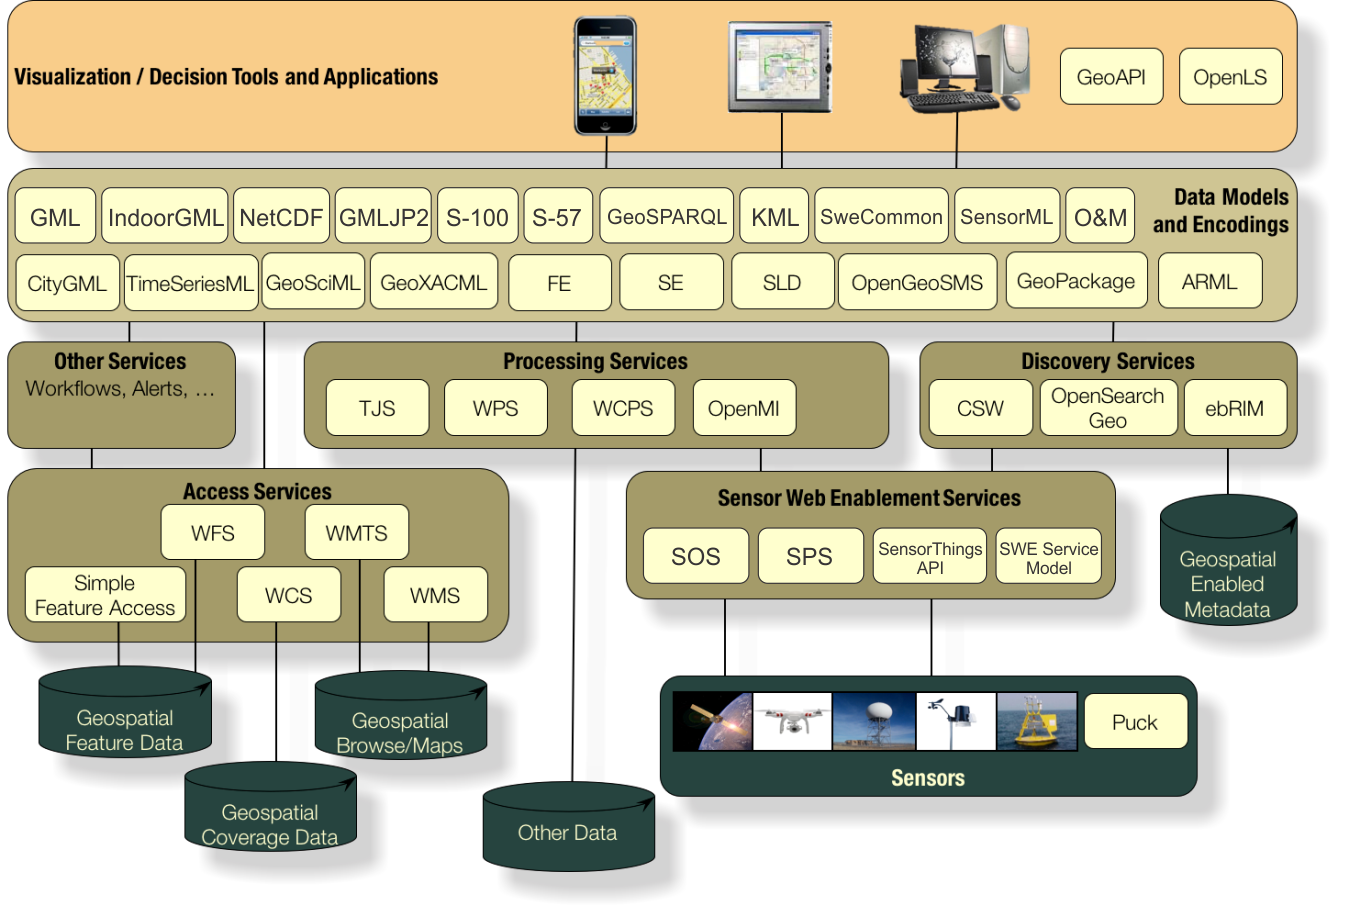 Visualization / Decision Tools and Applications
GeoAPI
OpenLS
Data Models
and Encodings
GML
IndoorGML
NetCDF
GMLJP2
S-100
S-57
GeoSPARQL
KML
SweCommon
SensorML
O&M
CityGML
TimeSeriesML
GeoSciML
GeoXACML
FE
SE
SLD
OpenGeoSMS
GeoPackage
ARML
Other Services
Workflows, Alerts, …
Processing Services
TJS
WPS
WCPS
OpenMI
Discovery Services
CSW
OpenSearch
Geo
ebRIM
Access Services
WFS
WMTS
Simple
Feature Access
WCS
WMS
Sensor Web Enablement Services
SOS
SPS
SensorThings
API
SWE Service
Model
Geospatial
Enabled
Metadata
Geospatial
Feature Data
Geospatial
Browse/Maps
Geospatial
Coverage Data
Other Data
Puck
Sensors